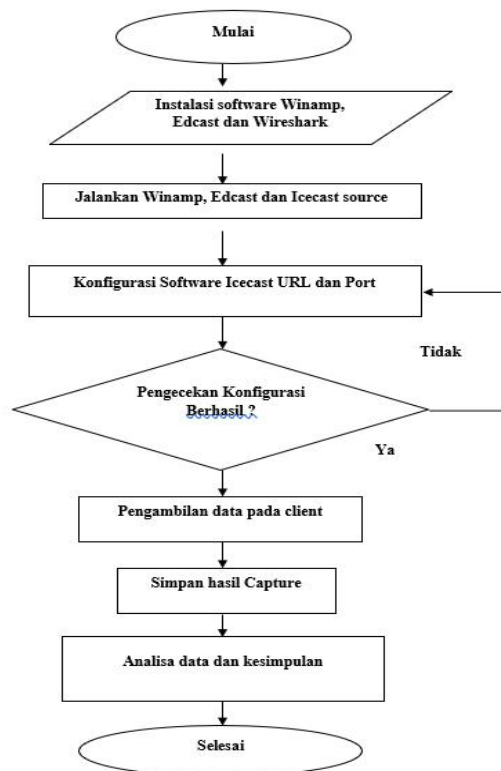 Mulai
Instalasi software Winamp,
Edcast dan Wireshark
Jalankan Winamp, Edcast dan Icecast source
Konfigurasi Software Icecast URL dan Port
Tidak
Pengecekan Konfigurasi
Berhasil ?
Ya
Pengambilan data pada client
Simpan hasil Capture
Analisa data dan kesimpulan
Selesai